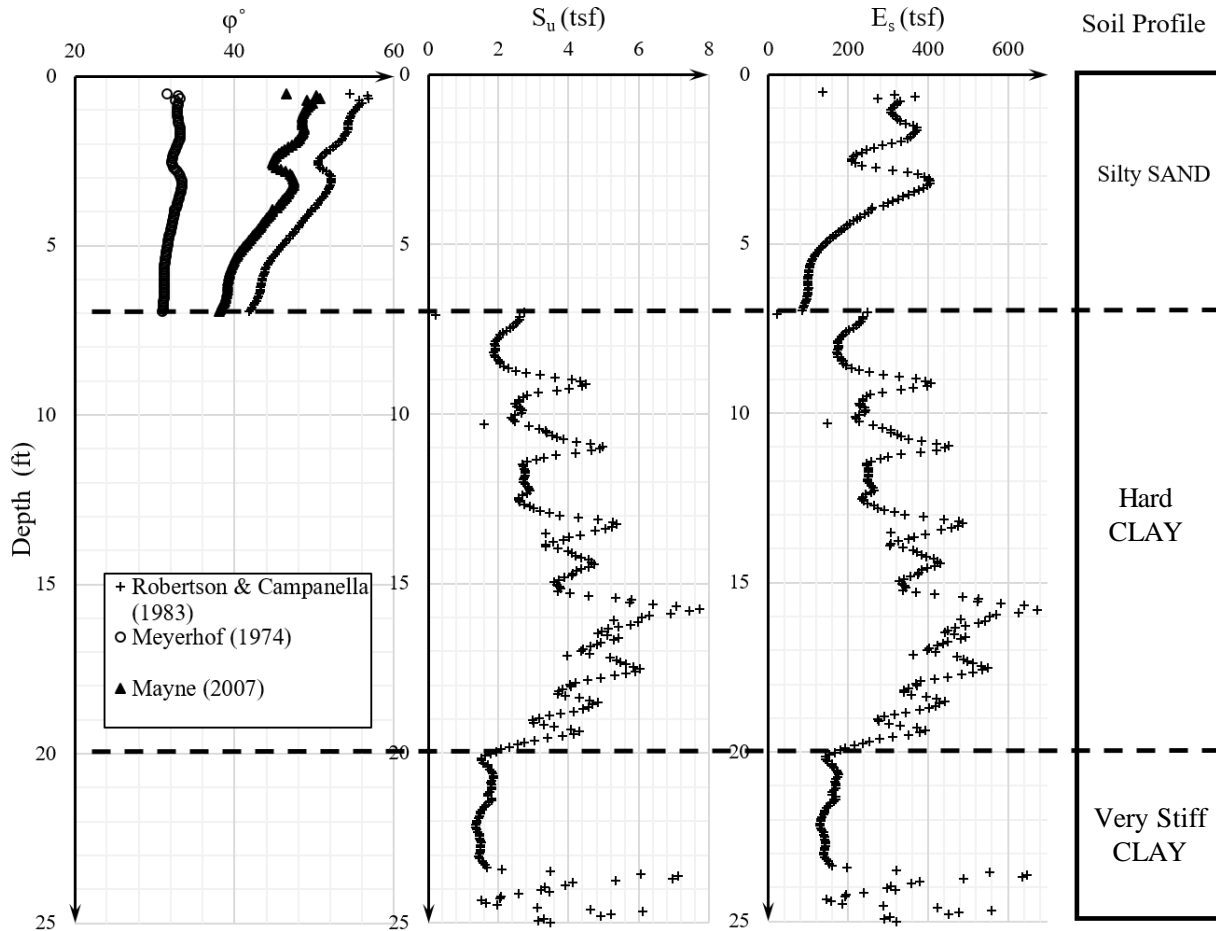 φ°
S_u (tsf)
E_s (tsf)
Soil Profile
20 40 60
0 2 4 6 8
0 200 400 600
0
5
10
15
20
25
0
5
10
15
20
25
0
5
10
15
20
25
Depth (ft)
Robertson & Campanella
(1983)
Meyerhof (1974)
Mayne (2007)
Silty SAND
Hard
CLAY
Very Stiff
CLAY